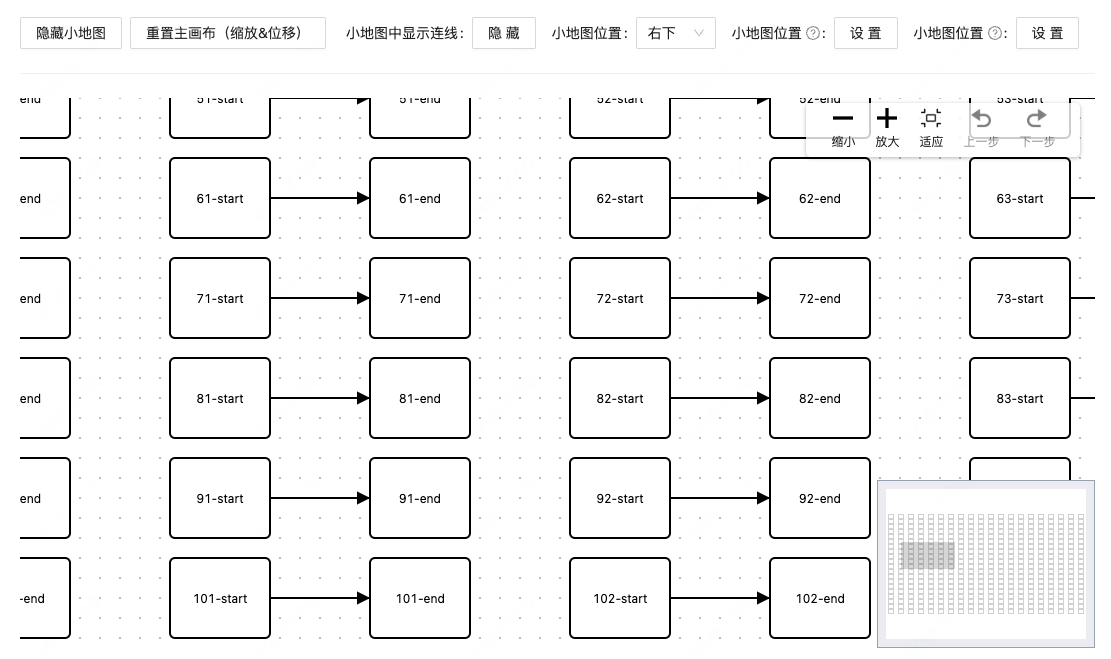 隐藏小地图 重置主画布（缩放&位移） 小地图中显示连线： 隐 藏 小地图位置： 右下 小地图位置 ?： 设 置 小地图位置 ?： 设 置
end 51-start 51-end 52-start 52-end 53-start
缩小 放大 适应 上一步 下一步
end 61-start 61-end 62-start 62-end 63-start
end 71-start 71-end 72-start 72-end 73-start
end 81-start 81-end 82-start 82-end 83-start
end 91-start 91-end 92-start 92-end
-end 101-start 101-end 102-start 102-end